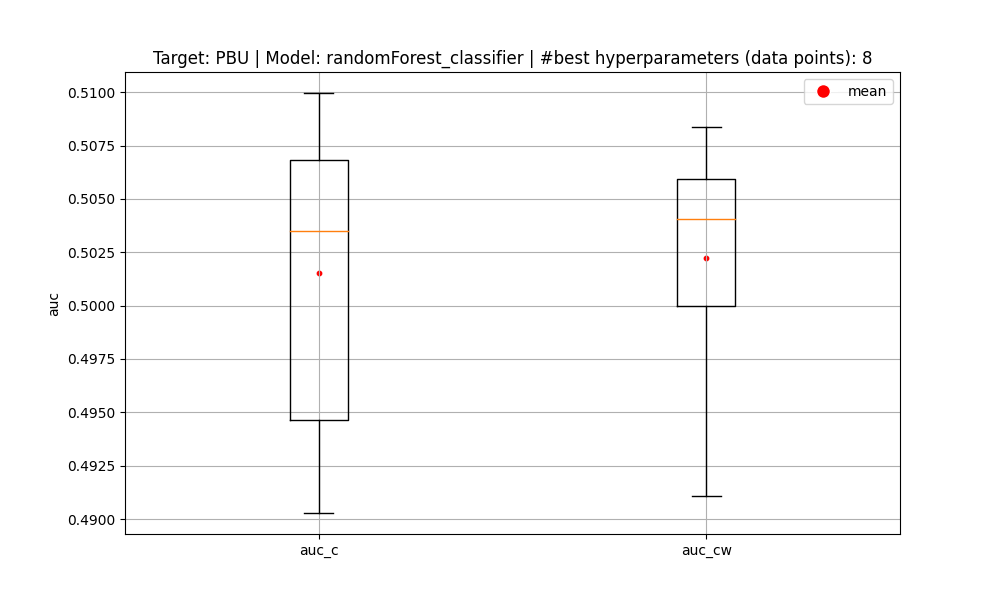 Target: PBU | Model: randomForest_classifier | #best hyperparameters (data points): 8
mean
0.5100
0.5075
0.5050
0.5025
0.5000
0.4975
0.4950
0.4925
0.4900
auc
auc_c
auc_cw